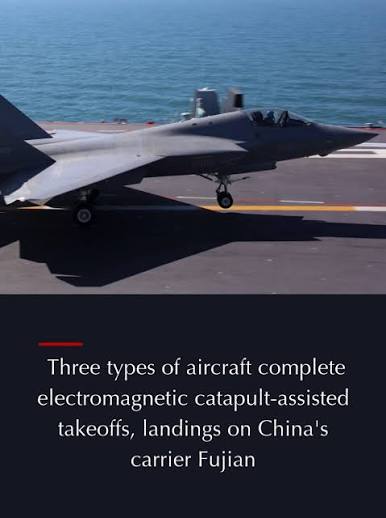 Three types of aircraft complete
electromagnetic catapult-assisted
takeoffs, landings on China's
carrier Fujian